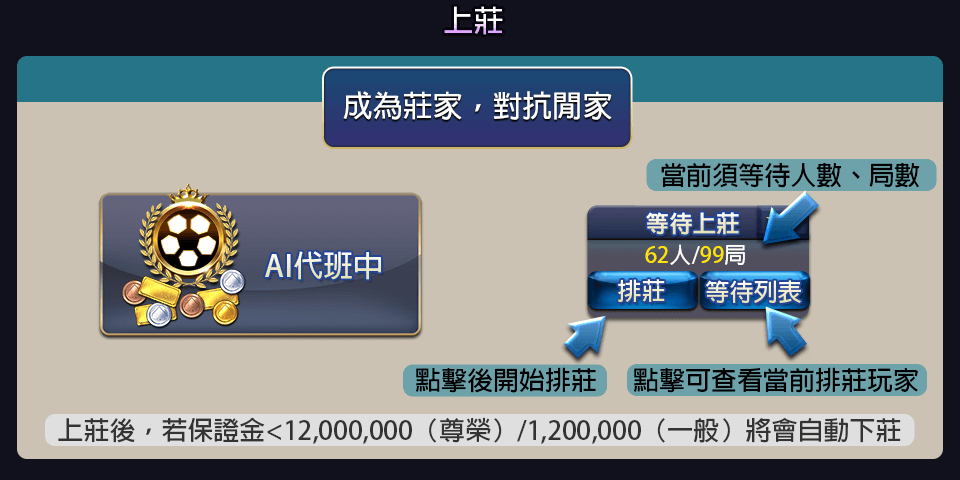 上莊
成為莊家，對抗閒家
當前須等待人數、局數
等待上莊
62人/99局
AI代班中
排莊
等待列表
點擊後開始排莊
點擊可查看當前排莊玩家
上莊後，若保證金<12,000,000（尊榮）/1,200,000（一般）將會自動下莊